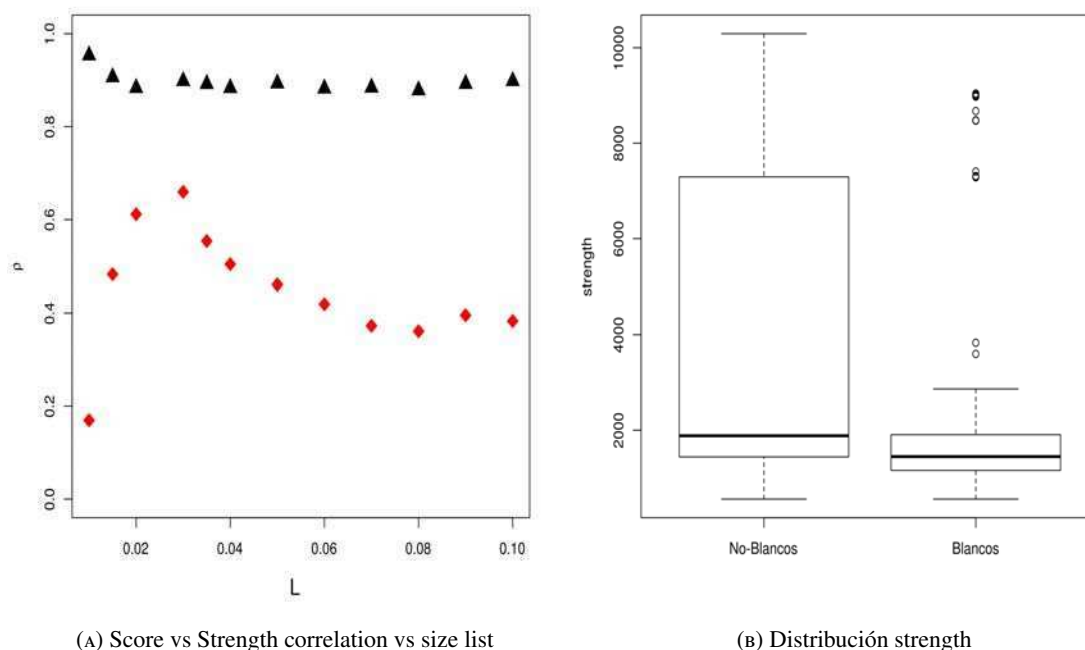 1.0
0.8
0.6
0.4
0.2
0.0
ρ
0.02 0.04 0.06 0.08 0.10
L
10000
8000
6000
4000
2000
strength
No-Blancos Blancos
(A) Score vs Strength correlation vs size list
(B) Distribución strength